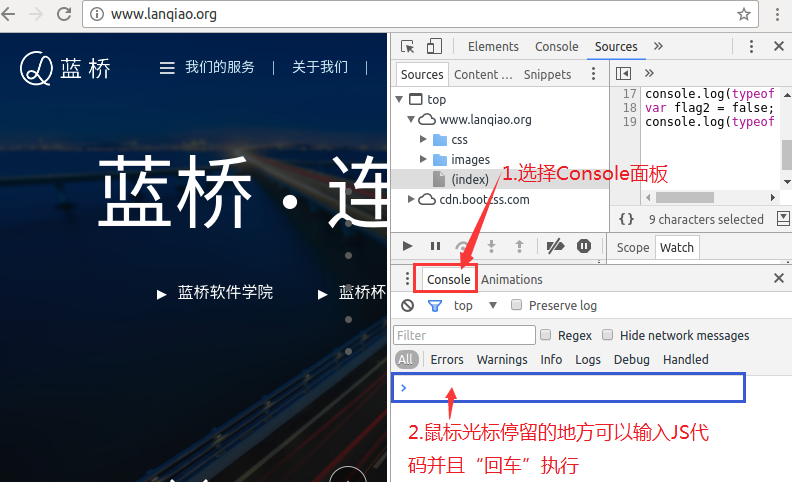 www.lanqiao.org
蓝桥
我们的服务
关于我们
蓝桥 · 连
蓝桥软件学院
蓝桥杯
Elements Console Sources
Sources Content ... Snippets
top
www.lanqiao.org
css
images
(index)
cdn.bootcss.com
17 console.log(typeof
18 var flag2 = false;
19 console.log(typeof
{} 9 characters selected
1.选择Console面板
Scope Watch
Console Animations
top Preserve log
Filter Regex Hide network messages
All Errors Warnings Info Logs Debug Handled
2.鼠标光标停留的地方可以输入JS代
码并且“回车”执行